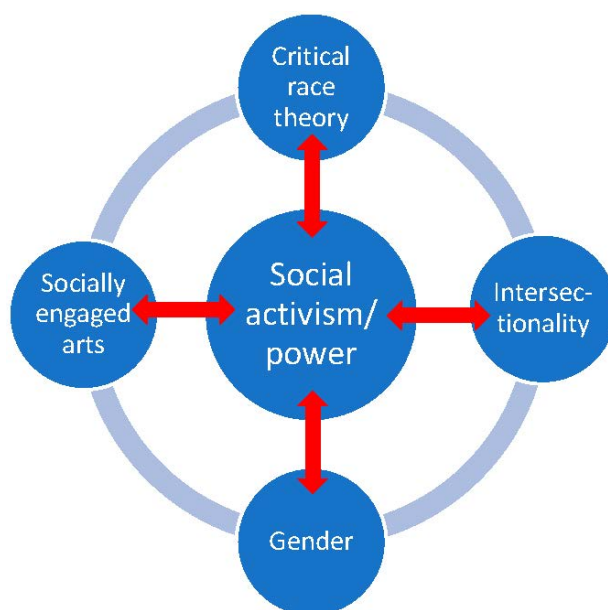 Critical
race
theory
Socially
engaged
arts
Social
activism/
power
Intersec-
tionality
Gender